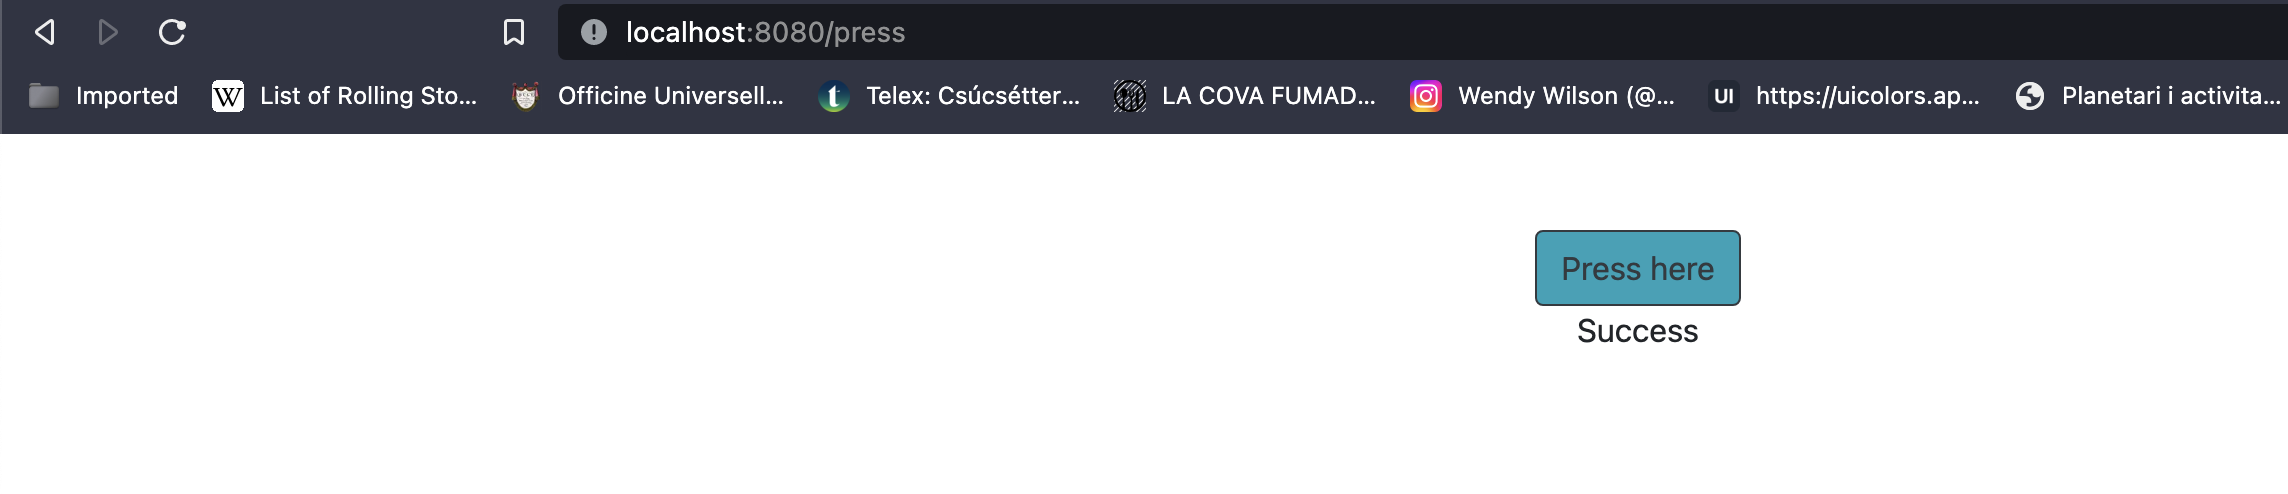 localhost:8080/press
Imported W List of Rolling Sto... Officine Universell... t Telex: Csúcsétter... LA COVA FUMAD... Wendy Wilson (@... UI https://uicolors.ap... Planetari i activita...
Press here
Success